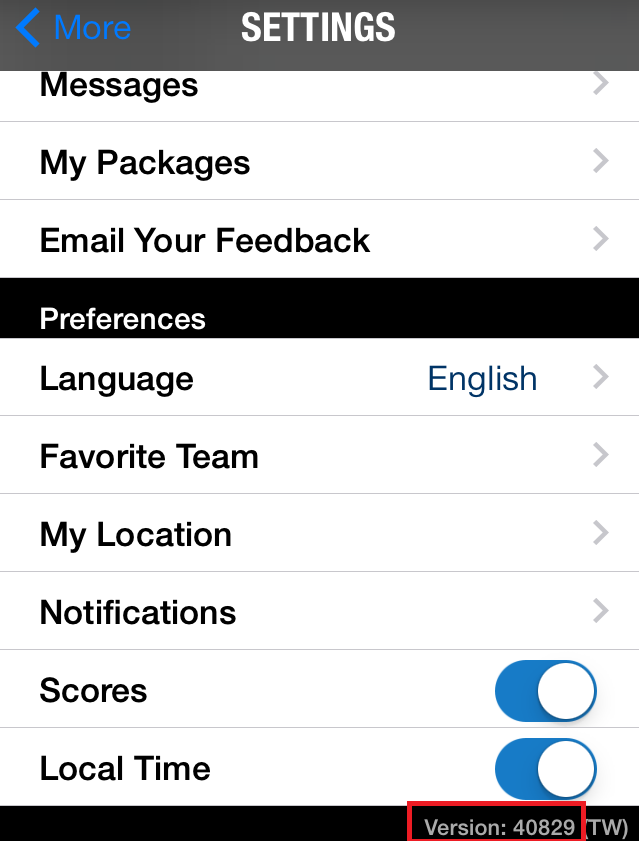 More
SETTINGS
Messages
My Packages
Email Your Feedback
Preferences
Language English
Favorite Team
My Location
Notifications
Scores
Local Time
Version: 40829 (TW)